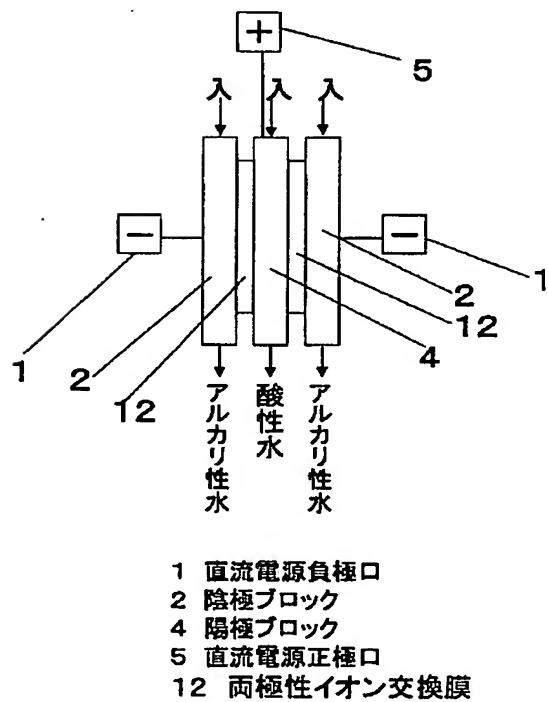 +
5
入 入 入
− −
1
2
12
4
1
2
12
アルカリ性水
酸性水
アルカリ性水
1 直流電源負極口
2 陰極ブロック
4 陽極ブロック
5 直流電源正極口
12 両極性イオン交換膜